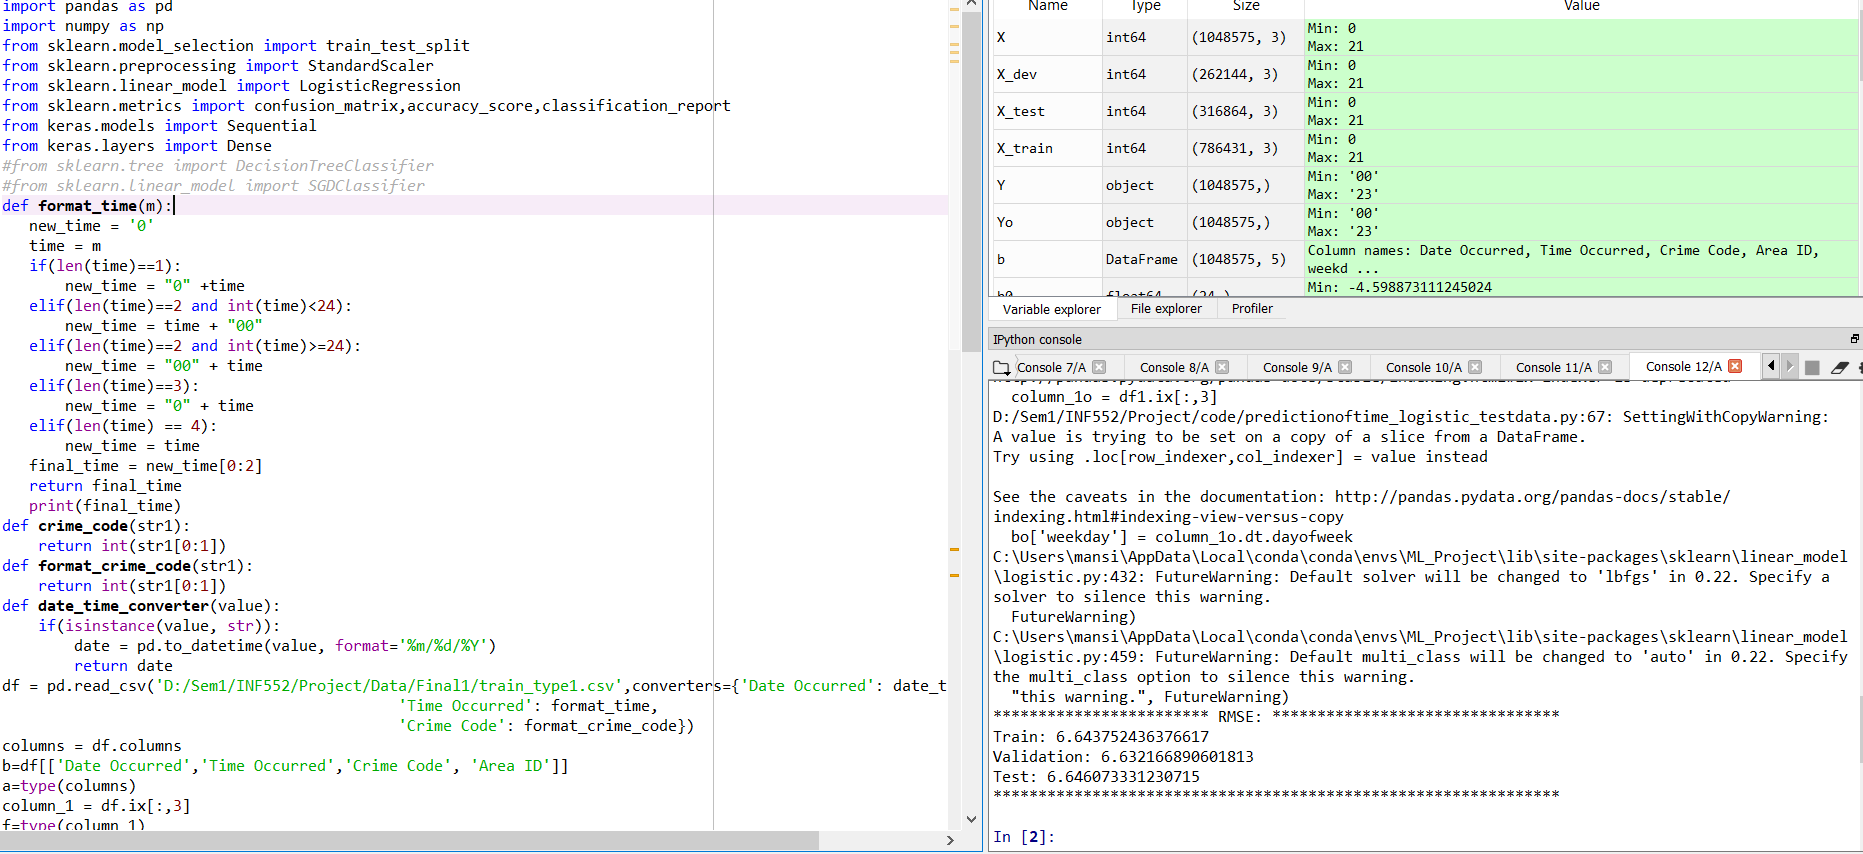 import pandas as pd
import numpy as np
from sklearn.model_selection import train_test_split
from sklearn.preprocessing import StandardScaler
from sklearn.linear_model import LogisticRegression
from sklearn.metrics import confusion_matrix,accuracy_score,classification_report
from keras.models import Sequential
from keras.layers import Dense
#from sklearn.tree import DecisionTreeClassifier
#from sklearn.linear_model import SGDClassifier
def format_time(m):
new_time = '0'
time = m
if(len(time)==1):
new_time = "0" +time
elif(len(time)==2 and int(time)<24):
new_time = time + "00"
elif(len(time)==2 and int(time)>=24):
new_time = "00" + time
elif(len(time)==3):
new_time = "0" + time
elif(len(time) == 4):
new_time = time
final_time = new_time[0:2]
return final_time
print(final_time)
def crime_code(str1):
return int(str1[0:1])
def format_crime_code(str1):
return int(str1[0:1])
def date_time_converter(value):
if(isinstance(value, str)):
date = pd.to_datetime(value, format='%m/%d/%Y')
return date
df = pd.read_csv('D:/Sem1/INF552/Project/Data/Final1/train_type1.csv',converters={'Date Occurred': date_t
'Time Occurred': format_time,
'Crime Code': format_crime_code})
columns = df.columns
b=df[['Date Occurred','Time Occurred','Crime Code', 'Area ID']]
a=type(columns)
column_1 = df.ix[:,3]
f=type(column_1)
Name Type Size Value
X int64 (1048575, 3) Min: 0
Max: 21
X_dev int64 (262144, 3) Min: 0
Max: 21
X_test int64 (316864, 3) Min: 0
Max: 21
X_train int64 (786431, 3) Min: 0
Max: 21
Y object (1048575,) Min: '00'
Max: '23'
Yo object (1048575,) Min: '00'
Max: '23'
b DataFrame (1048575, 5) Column names: Date Occurred, Time Occurred, Crime Code, Area ID,
weekd ...
b0 float64 (24,) Min: -4.598873111245024
Variable explorer File explorer Profiler
IPython console
Console 7/A Console 8/A Console 9/A Console 10/A Console 11/A Console 12/A
column_1o = df1.ix[:,3]
D:/Sem1/INF552/Project/code/predictionoftime_logistic_testdata.py:67: SettingWithCopyWarning:
A value is trying to be set on a copy of a slice from a DataFrame.
Try using .loc[row_indexer,col_indexer] = value instead
See the caveats in the documentation: http://pandas.pydata.org/pandas-docs/stable/
indexing.html#indexing-view-versus-copy
bo['weekday'] = column_1o.dt.dayofweek
C:\Users\mansi\AppData\Local\conda\conda\envs\ML_Project\lib\site-packages\sklearn\linear_model
\logistic.py:432: FutureWarning: Default solver will be changed to 'lbfgs' in 0.22. Specify a
solver to silence this warning.
FutureWarning)
C:\Users\mansi\AppData\Local\conda\conda\envs\ML_Project\lib\site-packages\sklearn\linear_model
\logistic.py:459: FutureWarning: Default multi_class will be changed to 'auto' in 0.22. Specify
the multi_class option to silence this warning.
"this warning.", FutureWarning)
************************ RMSE: ********************************
Train: 6.643752436376617
Validation: 6.632166890601813
Test: 6.646073331230715
***************************************************************
In [2]: